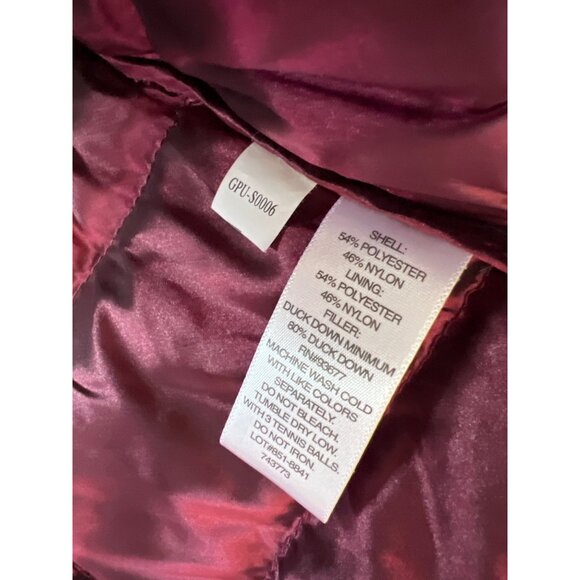 GPU-S0006
SHELL:
54% POLYESTER
46% NYLON
LINING:
54% POLYESTER
46% NYLON
FILLER:
DUCK DOWN MINIMUM
80% DUCK DOWN
RN#93677
MACHINE WASH COLD
WITH LIKE COLORS
SEPARATELY.
DO NOT BLEACH.
TUMBLE DRY LOW.
WITH 3 TENNIS BALLS.
DO NOT IRON.
LOT#851-8841
743773